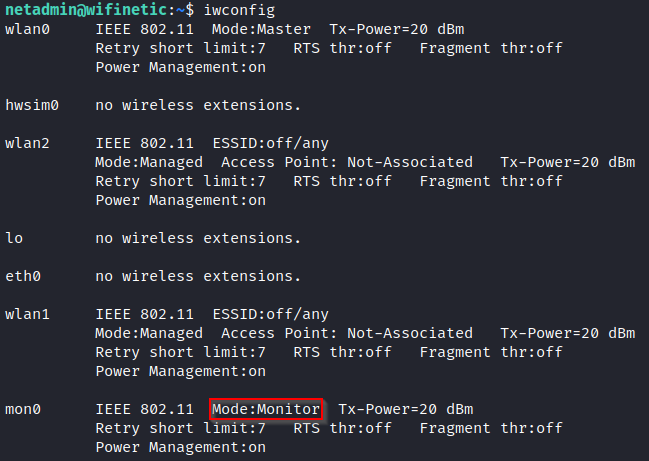 netadmin@wifinetic:~$ iwconfig
wlan0     IEEE 802.11  Mode:Master  Tx-Power=20 dBm
          Retry short limit:7   RTS thr:off   Fragment thr:off
          Power Management:on

hwsim0    no wireless extensions.

wlan2     IEEE 802.11  ESSID:off/any
          Mode:Managed  Access Point: Not-Associated   Tx-Power=20 dBm
          Retry short limit:7   RTS thr:off   Fragment thr:off
          Power Management:on

lo        no wireless extensions.

eth0      no wireless extensions.

wlan1     IEEE 802.11  ESSID:off/any
          Mode:Managed  Access Point: Not-Associated   Tx-Power=20 dBm
          Retry short limit:7   RTS thr:off   Fragment thr:off
          Power Management:on

mon0      IEEE 802.11  Mode:Monitor  Tx-Power=20 dBm
          Retry short limit:7   RTS thr:off   Fragment thr:off
          Power Management:on